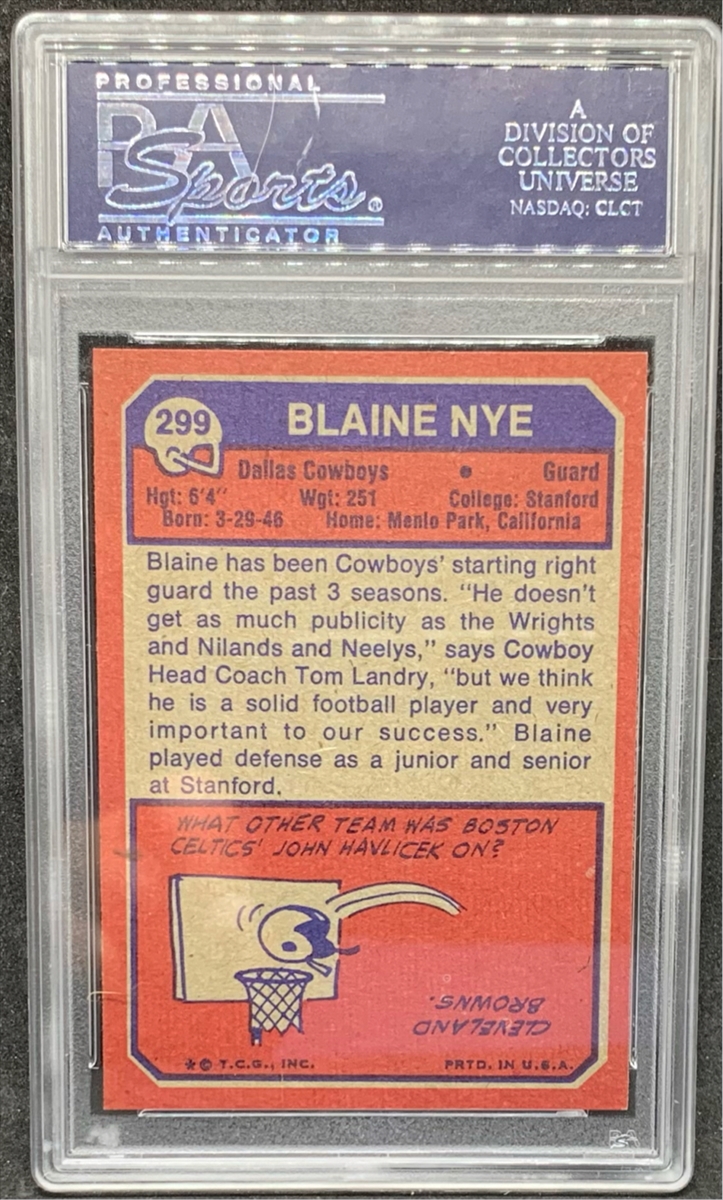 PROFESSIONAL
PSA
Sports®
AUTHENTICATOR
A
DIVISION OF
COLLECTORS
UNIVERSE
NASDAQ: CLCT
299
BLAINE NYE
Dallas Cowboys • Guard
Hgt: 6'4" Wgt: 251 College: Stanford
Born: 3-29-46 Home: Menlo Park, California
Blaine has been Cowboys' starting right
guard the past 3 seasons. "He doesn't
get as much publicity as the Wrights
and Nilands and Neelys," says Cowboy
Head Coach Tom Landry, "but we think
he is a solid football player and very
important to our success." Blaine
played defense as a junior and senior
at Stanford.
WHAT OTHER TEAM WAS BOSTON
CELTICS' JOHN HAVLICEK ON?
CLEVELAND
BROWNS.
*© T.C.G., INC. PRTD. IN U.S.A.
PSA